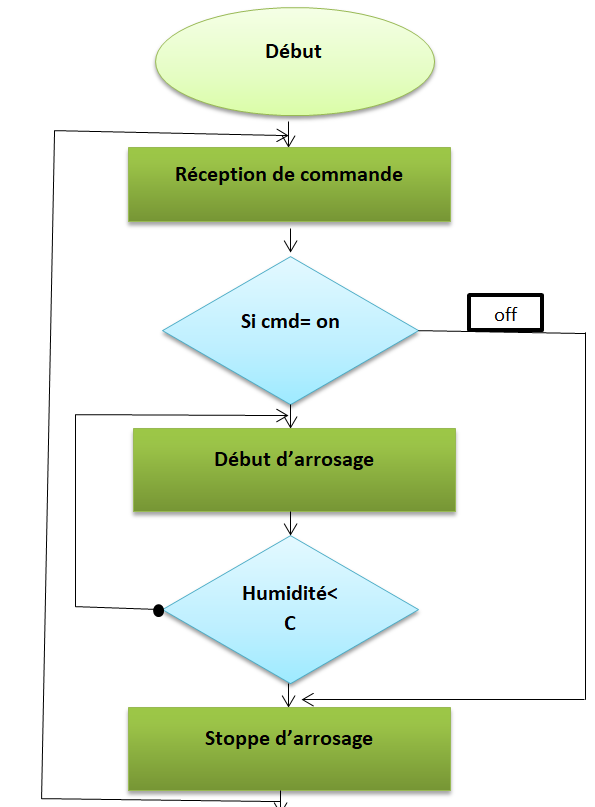 Début
Réception de commande
Si cmd= on
off
Début d’arrosage
Humidité<
C
Stoppe d’arrosage